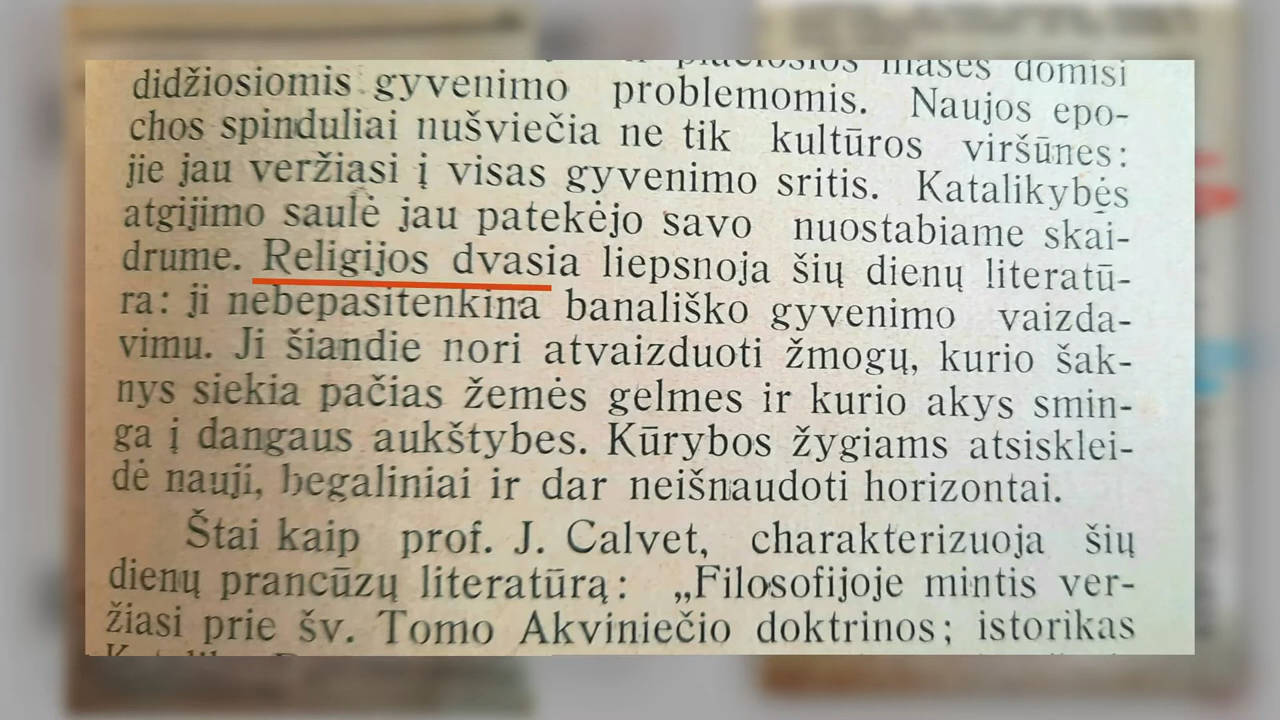 plačiosios masės domisi
didžiosiomis gyvenimo problemomis. Naujos epo-
chos spinduliai nušviečia ne tik kultūros viršūnes:
jie jau veržiasi į visas gyvenimo sritis. Katalikybės
atgijimo saulė jau patekėjo savo nuostabiame skai-
drume. Religijos dvasia liepsnoja šių dienų literatū-
ra: ji nebepasitenkina banališko gyvenimo vaizda-
vimu. Ji šiandie nori atvaizduoti žmogų, kurio šak-
nys siekia pačias žemės gelmes ir kurio akys smin-
ga į dangaus aukštybes. Kūrybos žygiams atsisklei-
dė nauji, begaliniai ir dar neišnaudoti horizontai.
Štai kaip prof. J. Calvet, charakterizuoja šių
dienų prancūzų literatūrą: „Filosofijoje mintis ver-
žiasi prie šv. Tomo Akviniečio doktrinos; istorikas